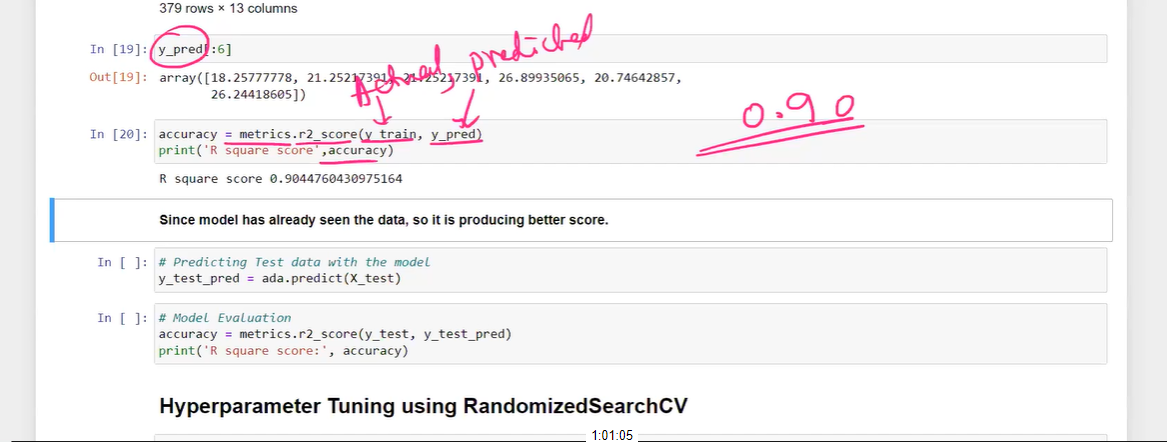 379 rows × 13 columns
In [19]: y_pred[:6]
Actual, predicted
Out[19]: array([18.25777778, 21.25217391, 21.25217391, 26.89935065, 20.74642857,
26.24418605])
0.90
In [20]: accuracy = metrics.r2_score(y_train, y_pred)
print('R square score',accuracy)
R square score 0.9044760430975164
Since model has already seen the data, so it is producing better score.
In [ ]: # Predicting Test data with the model
y_test_pred = ada.predict(X_test)
In [ ]: # Model Evaluation
accuracy = metrics.r2_score(y_test, y_test_pred)
print('R square score:', accuracy)
Hyperparameter Tuning using RandomizedSearchCV
1:01:05